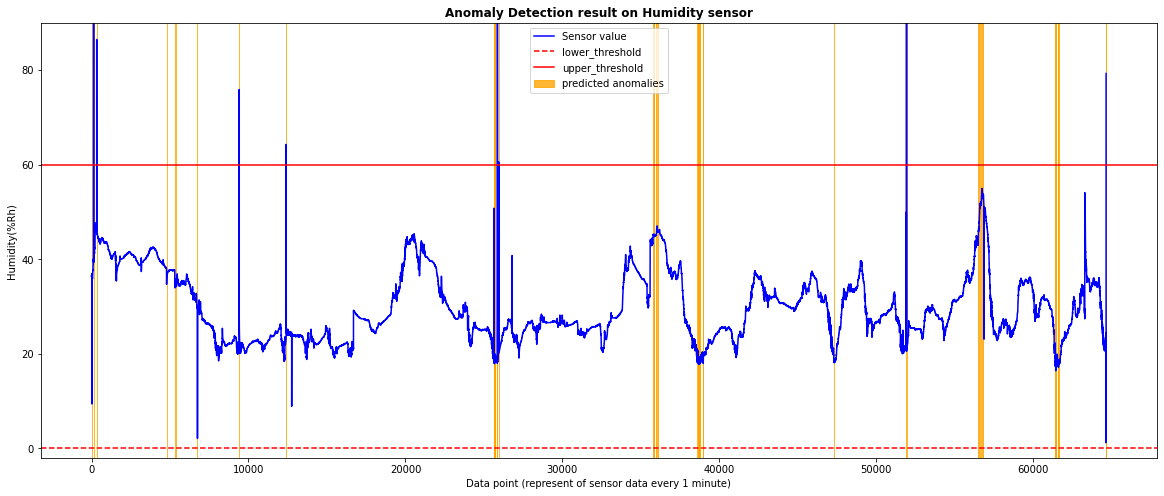 Anomaly Detection result on Humidity sensor
Sensor value
lower_threshold
upper_threshold
predicted anomalies
Humidity(%Rh)
80
60
40
20
0
0 10000 20000 30000 40000 50000 60000
Data point (represent of sensor data every 1 minute)